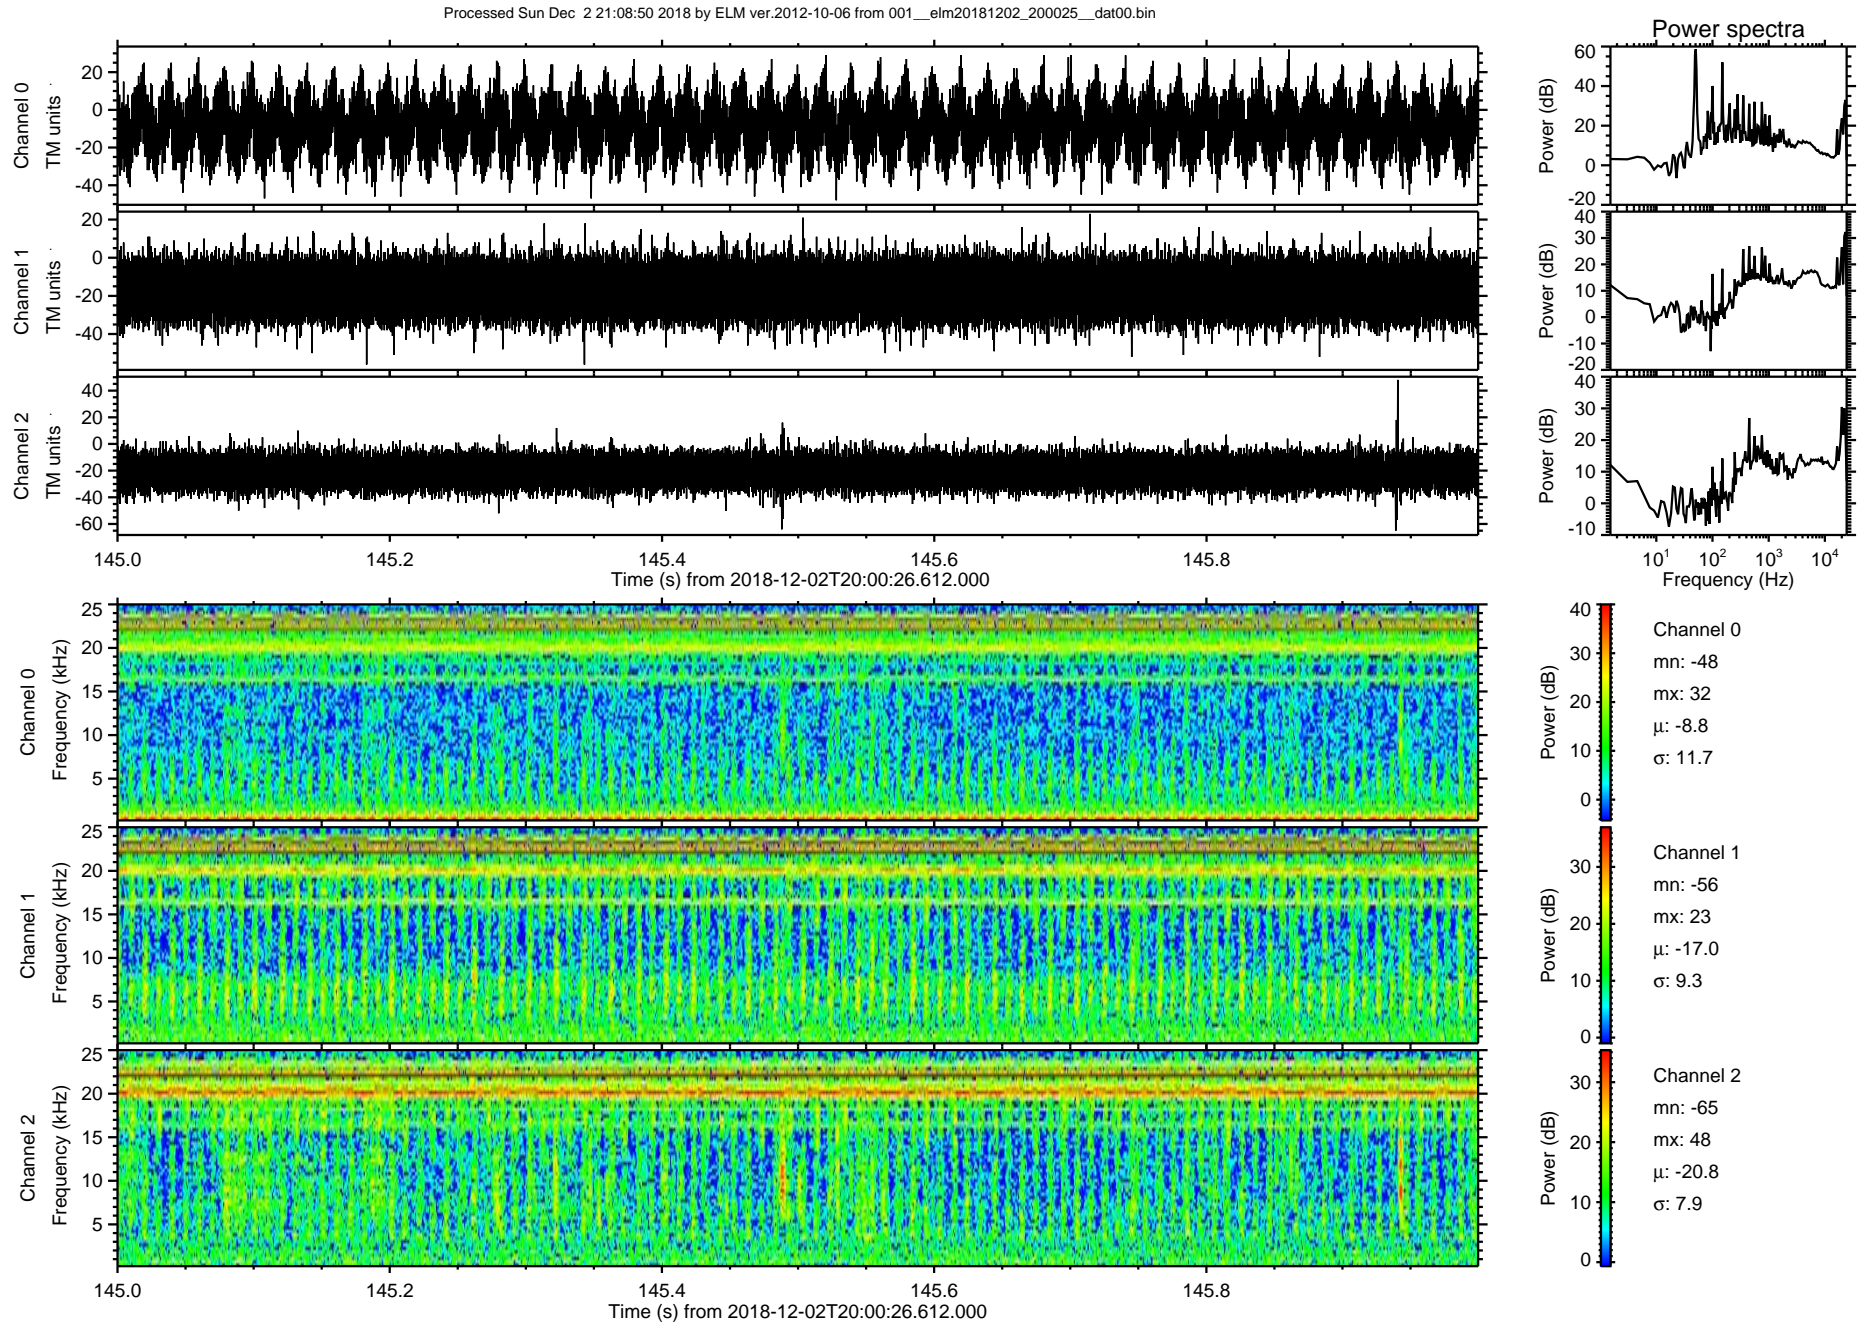 Processed Sun Dec  2 21:08:50 2018 by ELM ver.2012-10-06 from 001__elm20181202_200025__dat00.bin
Power spectra
Channel 0
TM units
20
0
-20
-40
Power (dB)
60
40
20
0
-20
Channel 1
TM units
20
0
-20
-40
Power (dB)
40
30
20
10
0
-10
-20
Channel 2
TM units
40
20
0
-20
-40
-60
Power (dB)
40
30
20
10
0
-10
145.0 145.2 145.4 145.6 145.8
Time (s) from 2018-12-02T20:00:26.612.000
10^1 10^2 10^3 10^4
Frequency (Hz)
Channel 0
Frequency (kHz)
25
20
15
10
5
Power (dB)
40
30
20
10
0
Channel 0
mn: -48
mx: 32
μ: -8.8
σ: 11.7
Channel 1
Frequency (kHz)
25
20
15
10
5
Power (dB)
30
20
10
0
Channel 1
mn: -56
mx: 23
μ: -17.0
σ: 9.3
Channel 2
Frequency (kHz)
25
20
15
10
5
Power (dB)
30
20
10
0
Channel 2
mn: -65
mx: 48
μ: -20.8
σ: 7.9
145.0 145.2 145.4 145.6 145.8
Time (s) from 2018-12-02T20:00:26.612.000